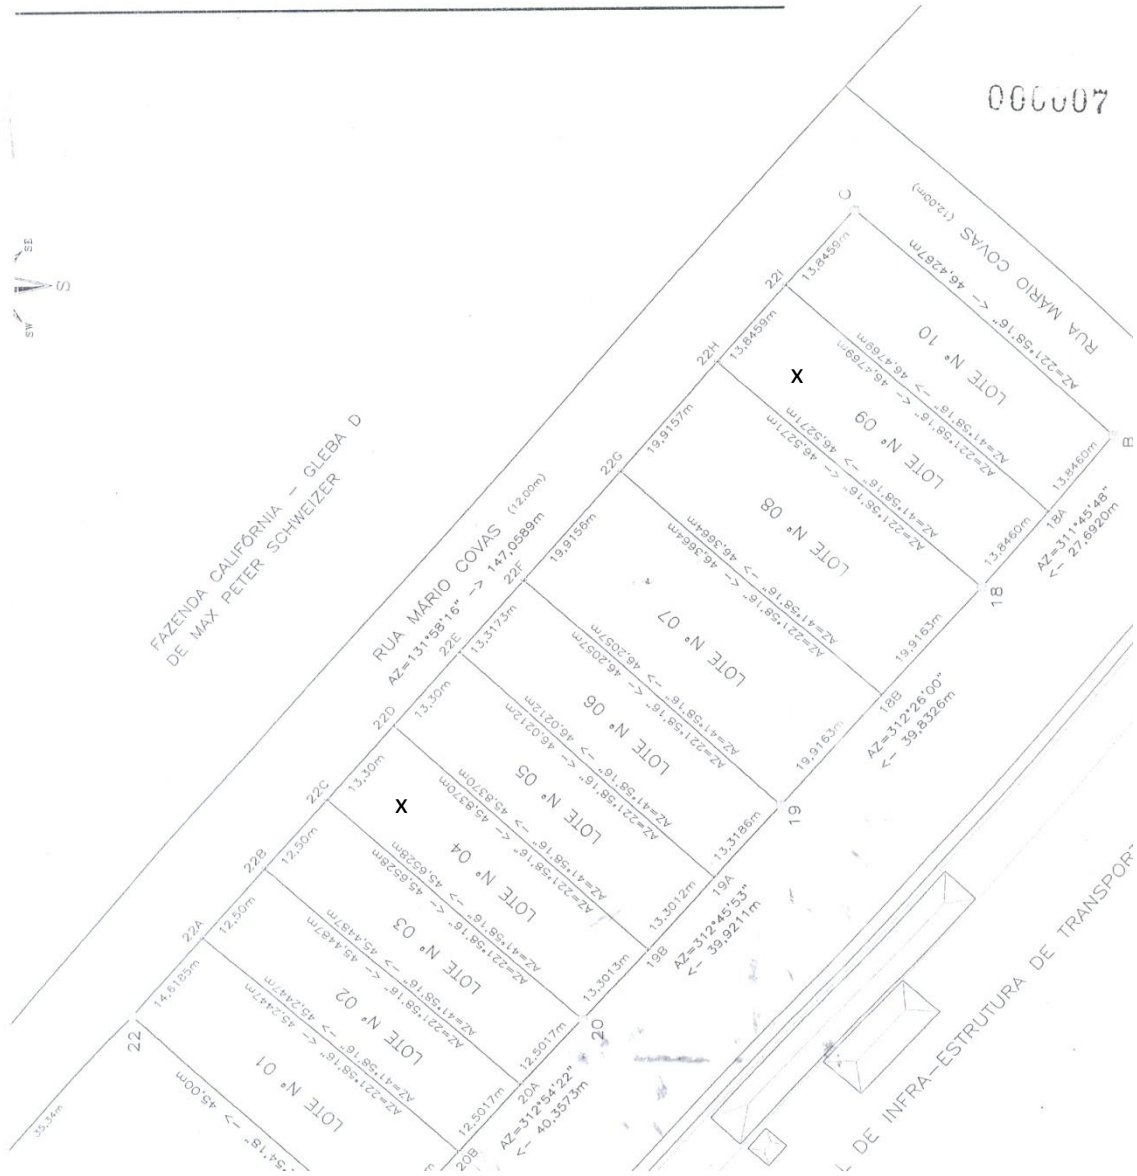 000007
SE
S
SW
FAZENDA CALIFÓRNIA – GLEBA D
DE MAX PETER SCHWEIZER
RUA MÁRIO COVAS (12,00m)
AZ=131°58'16" -> 147,0589m
RUA MÁRIO COVAS (12,00m)
C
AZ=221°58'16" <- 46,4267m
13,8459m
22I
LOTE N° 10
13,8460m
B
AZ=221°58'16" <- 46,4769m
AZ=41°58'16" -> 46,4769m
18A
AZ=311°45'48"
<- 27,6920m
13,8459m
22H
X
LOTE N° 09
13,8460m
18
AZ=41°58'16" -> 46,5271m
AZ=221°58'16" <- 46,5271m
19,9157m
22G
LOTE N° 08
19,9163m
18B
AZ=312°26'00"
<- 39,8326m
AZ=41°58'16" -> 46,3664m
AZ=221°58'16" <- 46,3664m
19,9156m
22F
LOTE N° 07
19,9163m
19
AZ=41°58'16" -> 46,2057m
AZ=221°58'16" <- 46,2057m
13,3173m
22E
LOTE N° 06
13,3186m
19A
AZ=312°45'53"
<- 39,9211m
AZ=41°58'16" -> 46,0212m
AZ=221°58'16" <- 46,0212m
13,30m
22D
LOTE N° 05
13,3012m
19B
AZ=41°58'16" -> 45,8370m
AZ=221°58'16" <- 45,8370m
13,30m
22C
X
LOTE N° 04
13,3013m
20
AZ=41°58'16" -> 45,6528m
AZ=221°58'16" <- 45,6528m
12,50m
22B
LOTE N° 03
12,5017m
20A
AZ=312°54'22"
<- 40,3573m
AZ=41°58'16" -> 45,4487m
AZ=221°58'16" <- 45,4487m
12,50m
22A
LOTE N° 02
12,5017m
20B
AZ=41°58'16" -> 45,2447m
AZ=221°58'16" <- 45,2447m
14,6185m
22
LOTE N° 01
54'18" -> 45,00m
35,34m
L DE INFRA-ESTRUTURA DE TRANSPORT